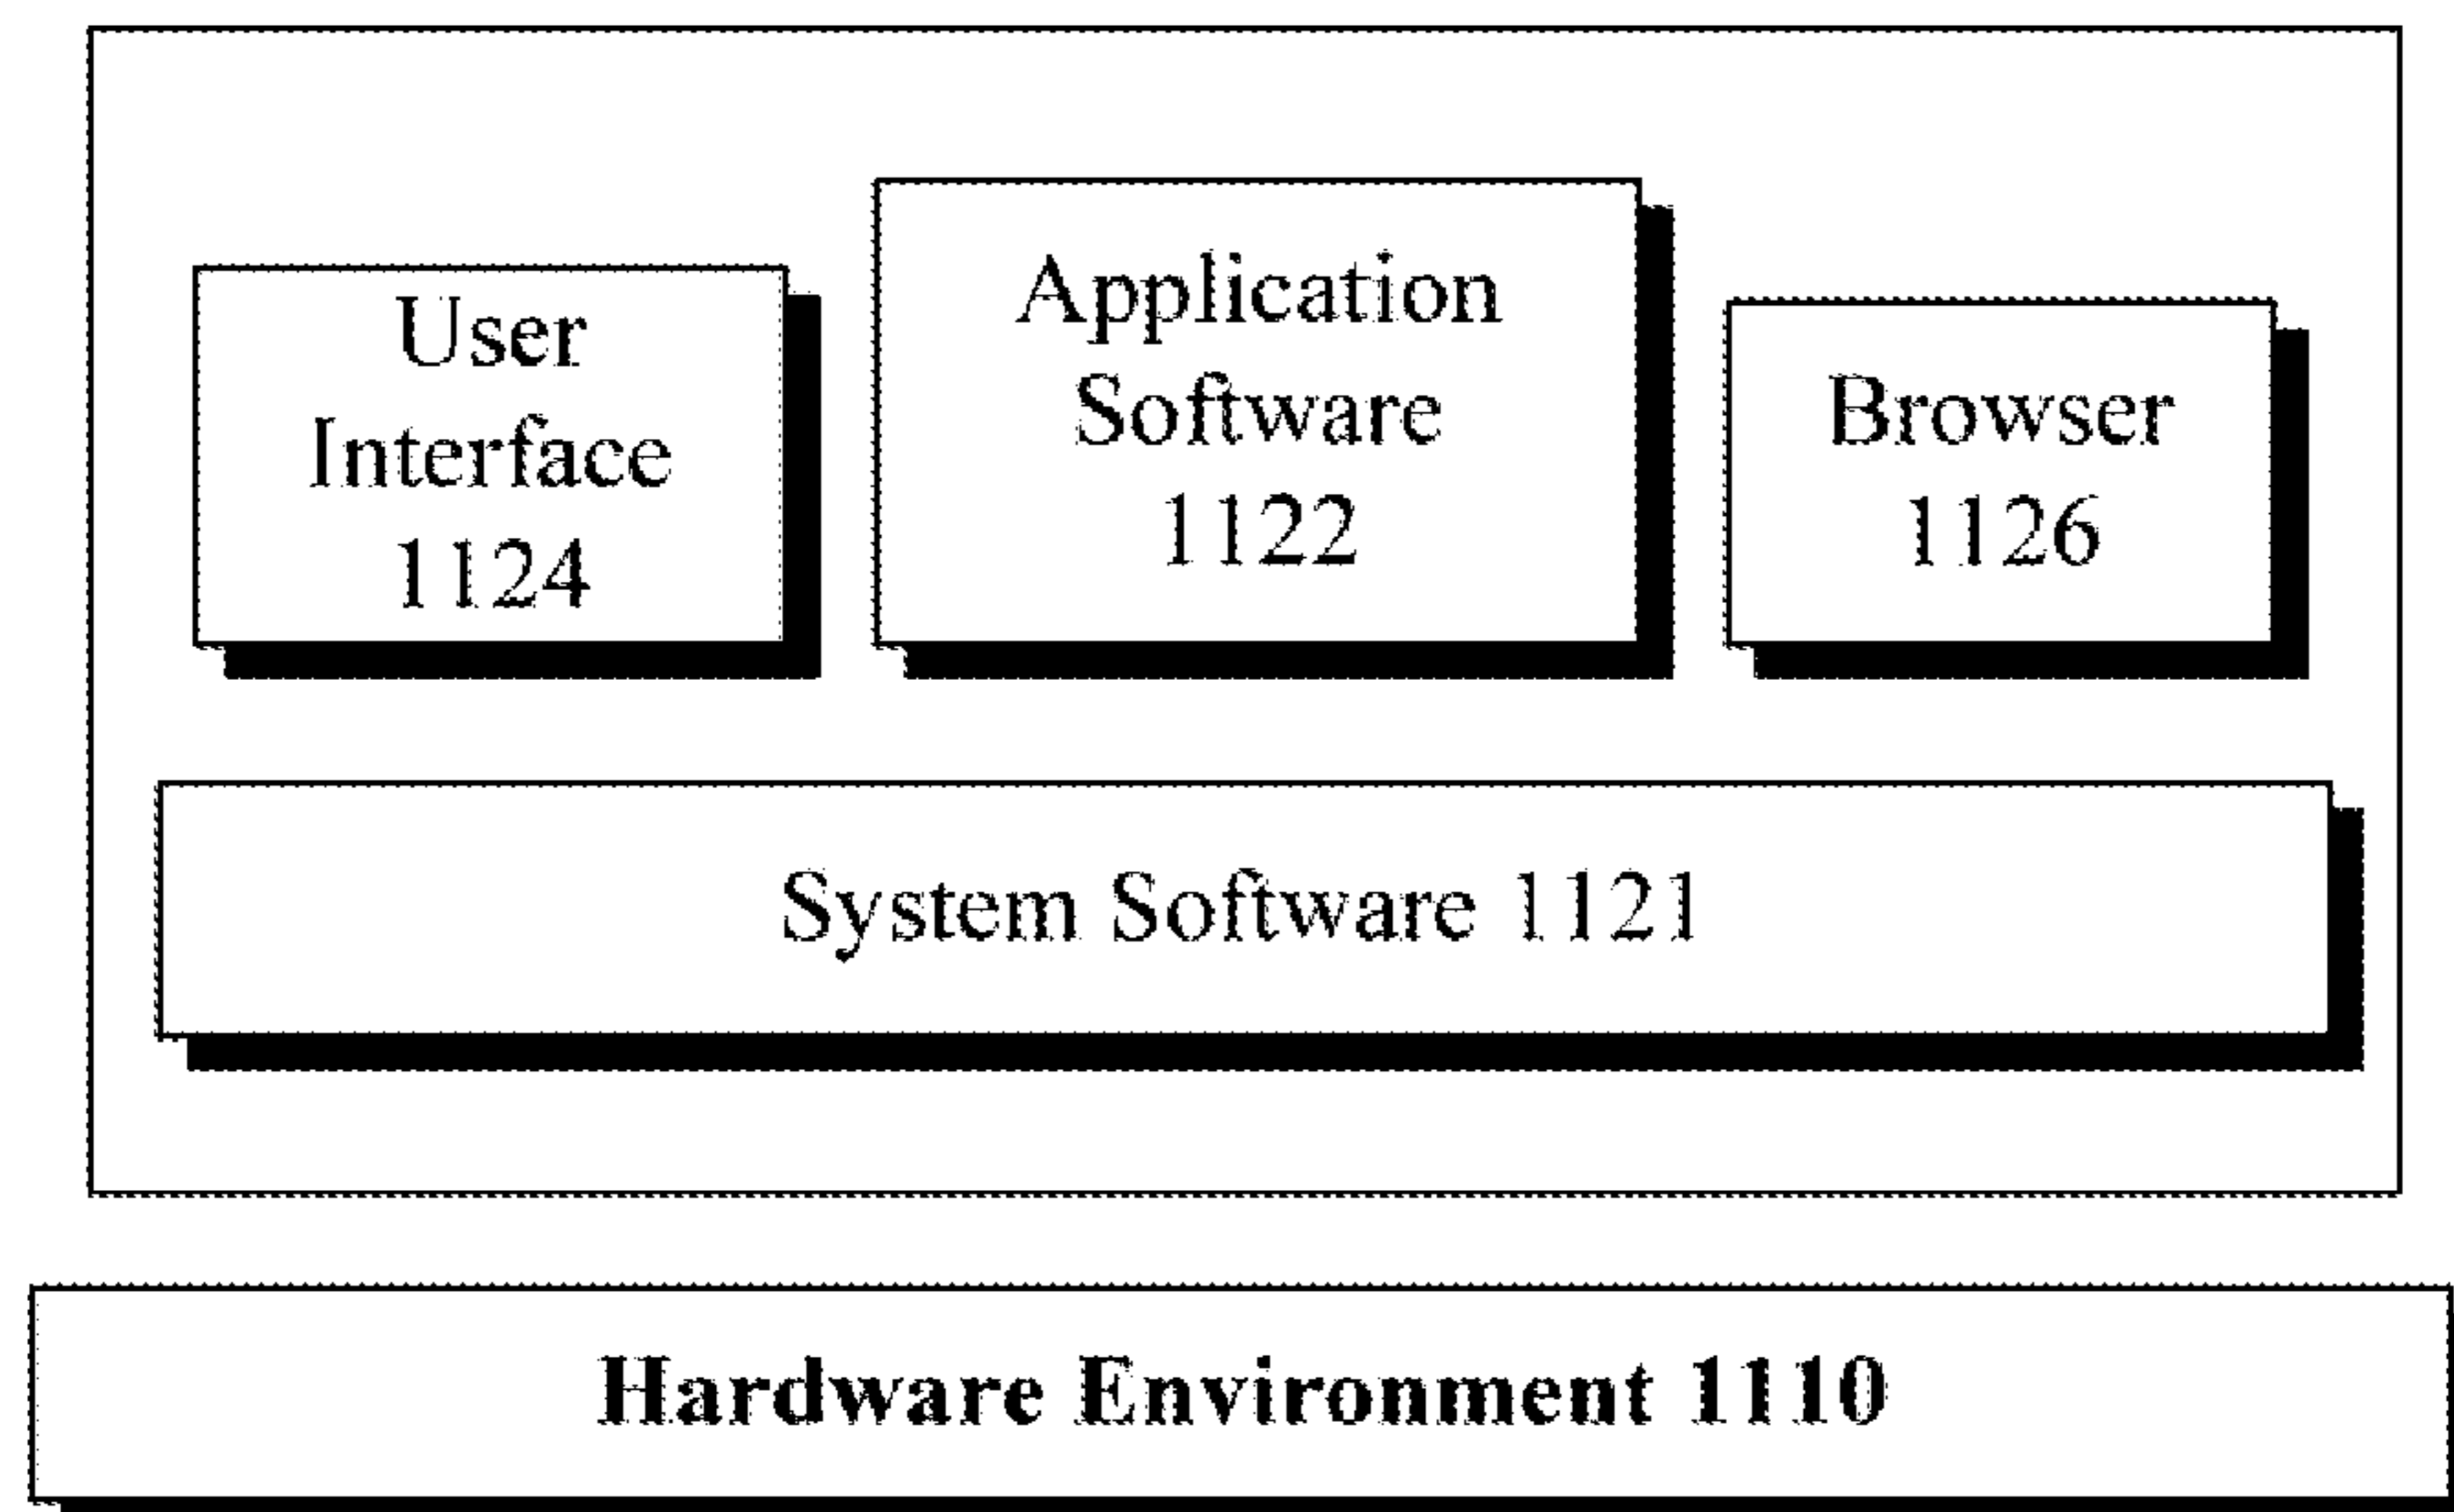 User
Interface
1124
Application
Software
1122
Browser
1126
System Software 1121
Hardware Environment 1110